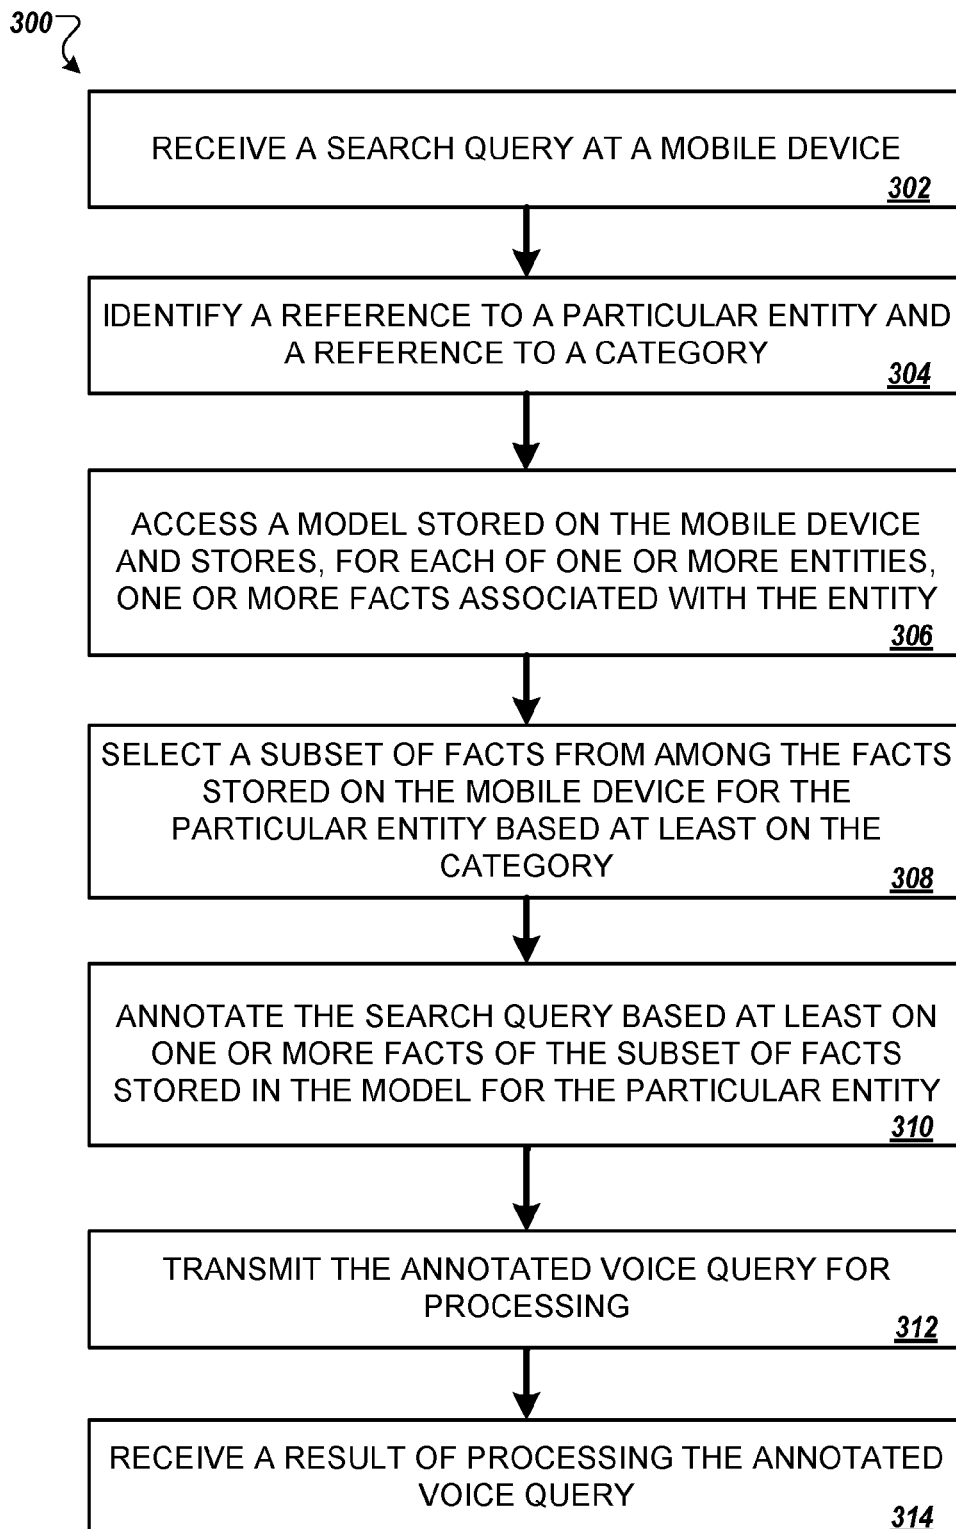 300
RECEIVE A SEARCH QUERY AT A MOBILE DEVICE
302
IDENTIFY A REFERENCE TO A PARTICULAR ENTITY AND
A REFERENCE TO A CATEGORY
304
ACCESS A MODEL STORED ON THE MOBILE DEVICE
AND STORES, FOR EACH OF ONE OR MORE ENTITIES,
ONE OR MORE FACTS ASSOCIATED WITH THE ENTITY
306
SELECT A SUBSET OF FACTS FROM AMONG THE FACTS
STORED ON THE MOBILE DEVICE FOR THE
PARTICULAR ENTITY BASED AT LEAST ON THE
CATEGORY
308
ANNOTATE THE SEARCH QUERY BASED AT LEAST ON
ONE OR MORE FACTS OF THE SUBSET OF FACTS
STORED IN THE MODEL FOR THE PARTICULAR ENTITY
310
TRANSMIT THE ANNOTATED VOICE QUERY FOR
PROCESSING
312
RECEIVE A RESULT OF PROCESSING THE ANNOTATED
VOICE QUERY
314